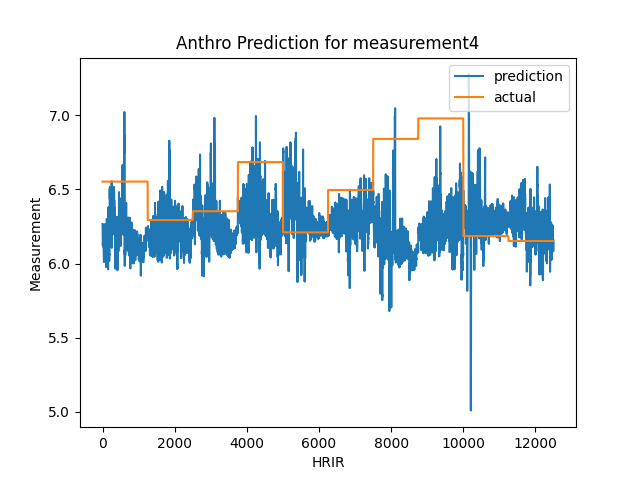 Anthro Prediction for measurement4
prediction
actual
Measurement
7.0
6.5
6.0
5.5
5.0
0 2000 4000 6000 8000 10000 12000
HRIR